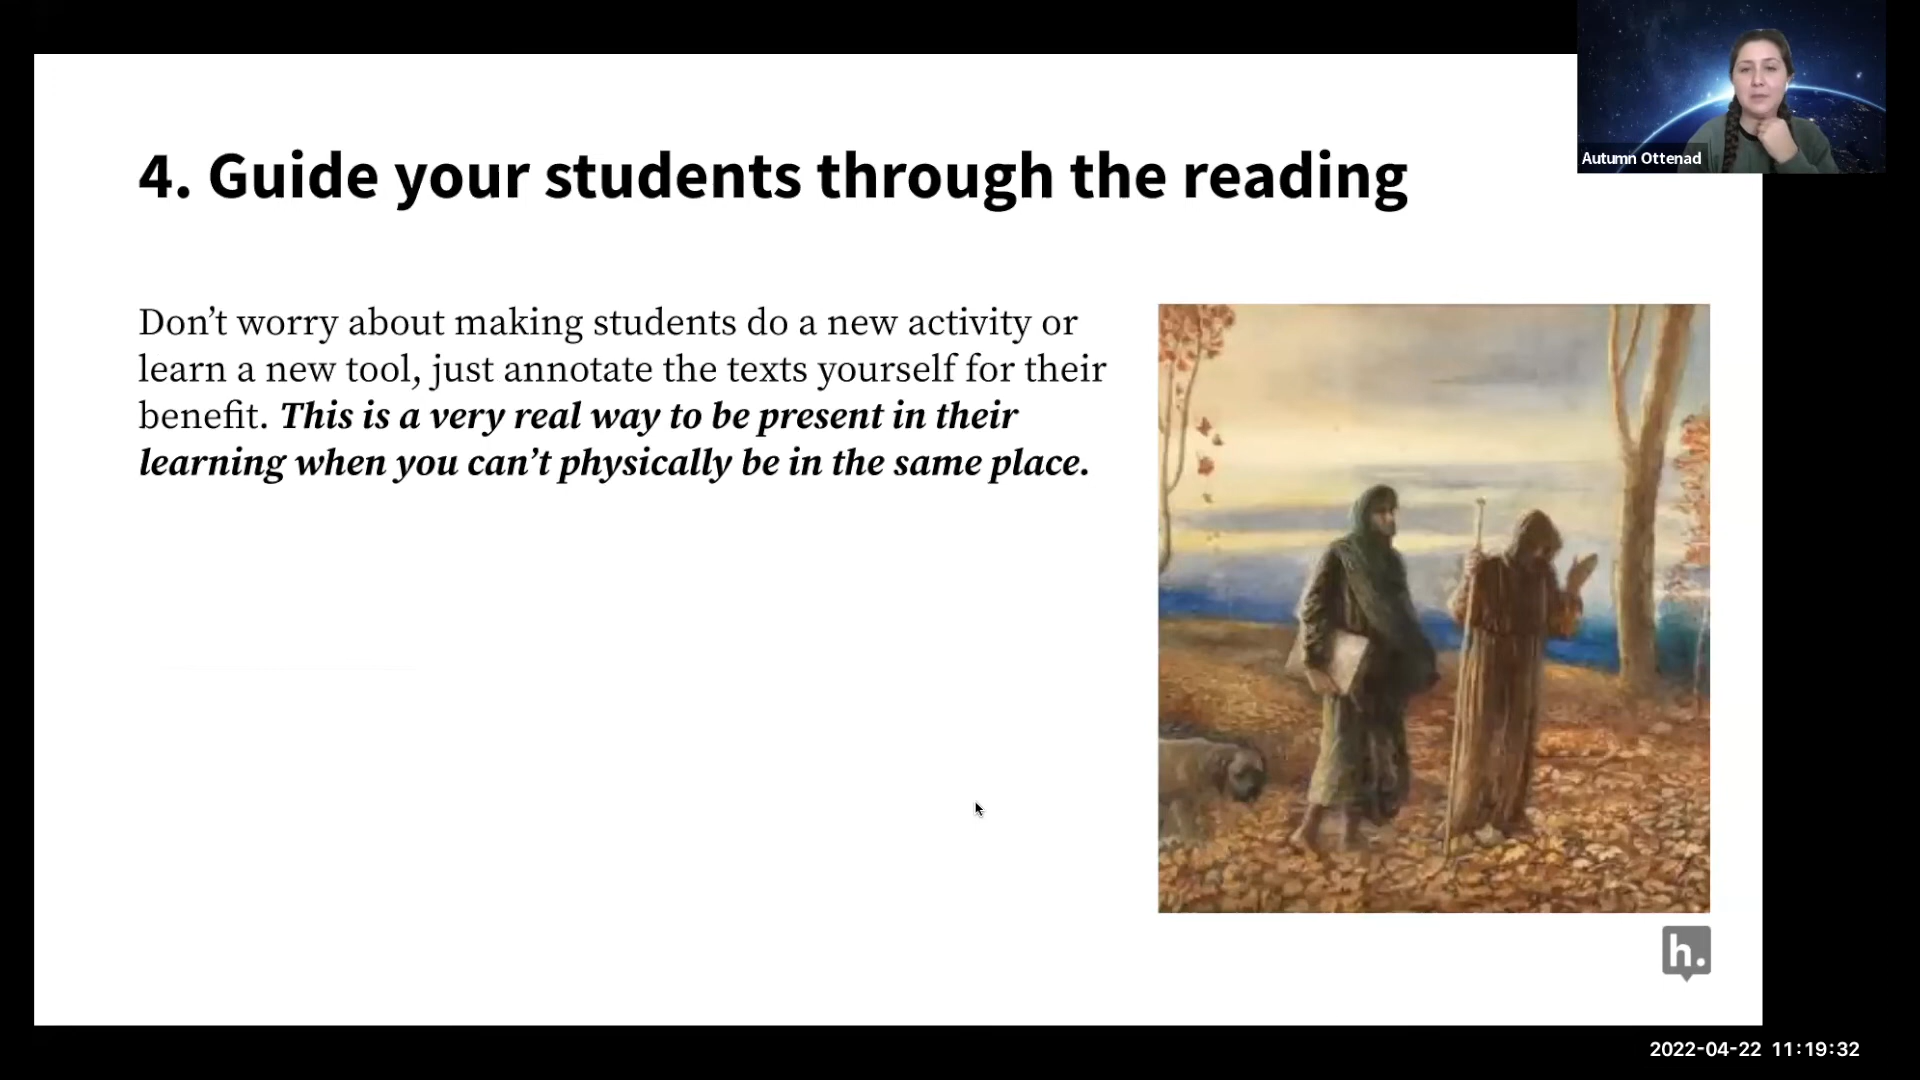 Autumn Ottenad
4. Guide your students through the reading
Don’t worry about making students do a new activity or
learn a new tool, just annotate the texts yourself for their
benefit. This is a very real way to be present in their
learning when you can’t physically be in the same place.
h.
2022-04-22 11:19:32